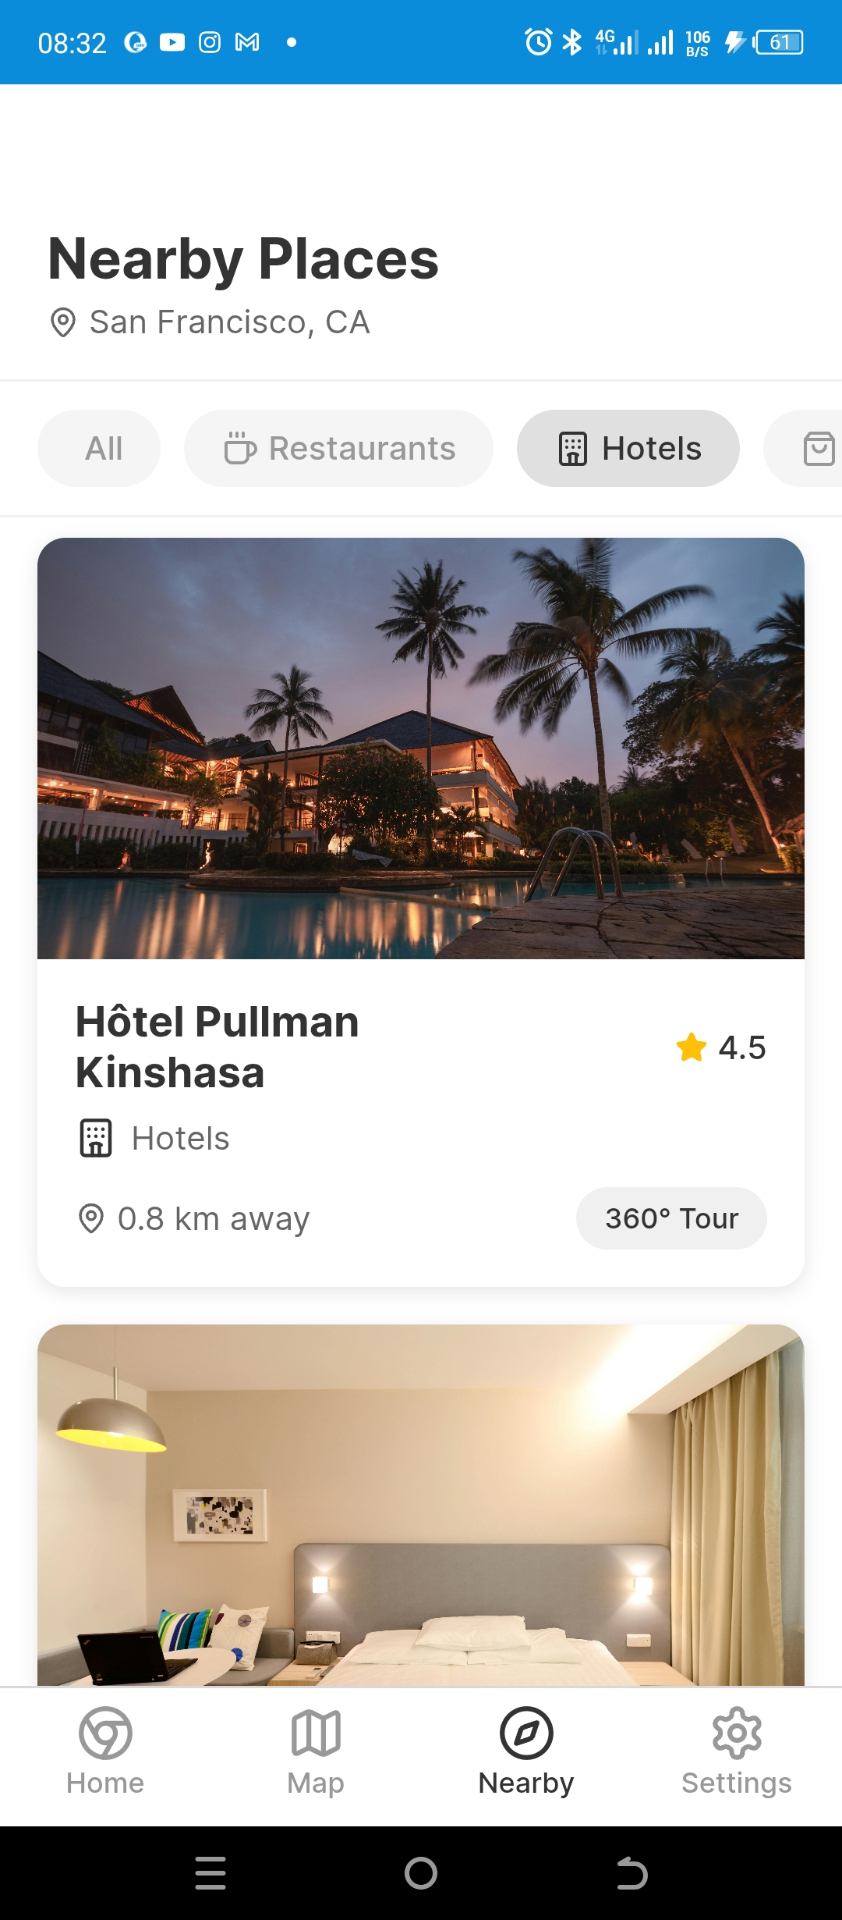 08:32
4G
106
B/S
61
Nearby Places
San Francisco, CA
All
Restaurants
Hotels
Hôtel Pullman
Kinshasa
4.5
Hotels
0.8 km away
360° Tour
Home
Map
Nearby
Settings